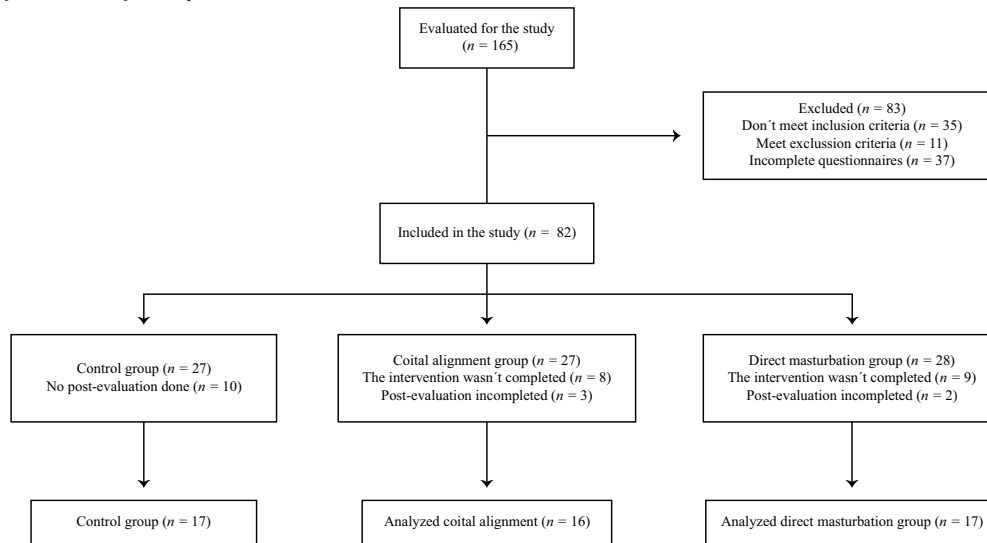 Evaluated for the study
(n = 165)
Excluded (n = 83)
Don´t meet inclusion criteria (n = 35)
Meet exclussion criteria (n = 11)
Incomplete questionnaires (n = 37)
Included in the study (n = 82)
Control group (n = 27)
No post-evaluation done (n = 10)
Coital alignment group (n = 27)
The intervention wasn´t completed (n = 8)
Post-evaluation incompleted (n = 3)
Direct masturbation group (n = 28)
The intervention wasn´t completed (n = 9)
Post-evaluation incompleted (n = 2)
Control group (n = 17)
Analyzed coital alignment (n = 16)
Analyzed direct masturbation group (n = 17)